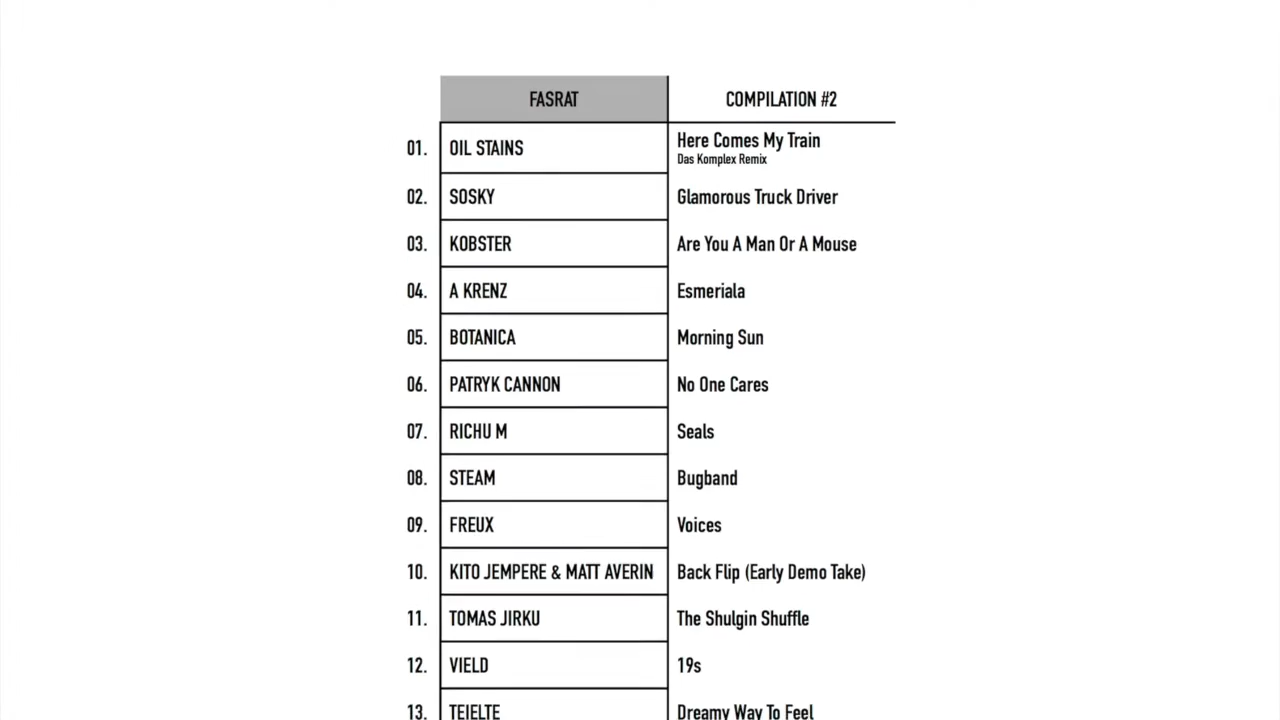 FASRAT COMPILATION #2
01. OIL STAINS Here Comes My Train
Das Komplex Remix
02. SOSKY Glamorous Truck Driver
03. KOBSTER Are You A Man Or A Mouse
04. A KRENZ Esmeriala
05. BOTANICA Morning Sun
06. PATRYK CANNON No One Cares
07. RICHU M Seals
08. STEAM Bugband
09. FREUX Voices
10. KITO JEMPERE & MATT AVERIN Back Flip (Early Demo Take)
11. TOMAS JIRKU The Shulgin Shuffle
12. VIELD 19s
13. TEIELTE Dreamy Way To Feel